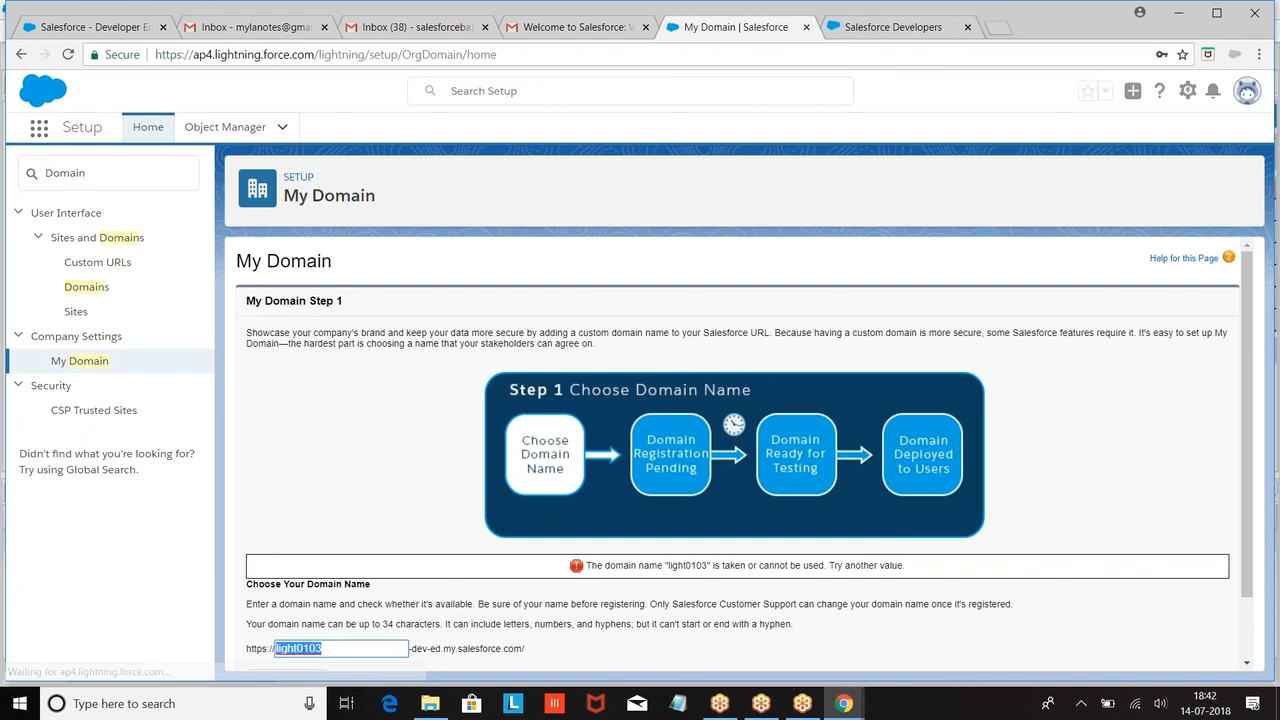 Salesforce - Developer Ed
Inbox - mylanotes@gmai
Inbox (38) - salesforcebat
Welcome to Salesforce: V
My Domain | Salesforce
Salesforce Developers
Secure
https://ap4.lightning.force.com/lightning/setup/OrgDomain/home
Search Setup
Setup
Home
Object Manager
Domain
User Interface
Sites and Domains
Custom URLs
Domains
Sites
Company Settings
My Domain
Security
CSP Trusted Sites
Didn't find what you're looking for?
Try using Global Search.
SETUP
My Domain
My Domain
Help for this Page
My Domain Step 1
Showcase your company's brand and keep your data more secure by adding a custom domain name to your Salesforce URL. Because having a custom domain is more secure, some Salesforce features require it. It's easy to set up My
Domain—the hardest part is choosing a name that your stakeholders can agree on.
Step 1 Choose Domain Name
Choose
Domain
Name
Domain
Registration
Pending
Domain
Ready for
Testing
Domain
Deployed
to Users
The domain name "light0103" is taken or cannot be used. Try another value.
Choose Your Domain Name
Enter a domain name and check whether it's available. Be sure of your name before registering. Only Salesforce Customer Support can change your domain name once it's registered.
Your domain name can be up to 34 characters. It can include letters, numbers, and hyphens; but it can't start or end with a hyphen.
https://light0103-dev-ed.my.salesforce.com/
Waiting for ap4.lightning.force.com...
Type here to search
18:42
14-07-2018